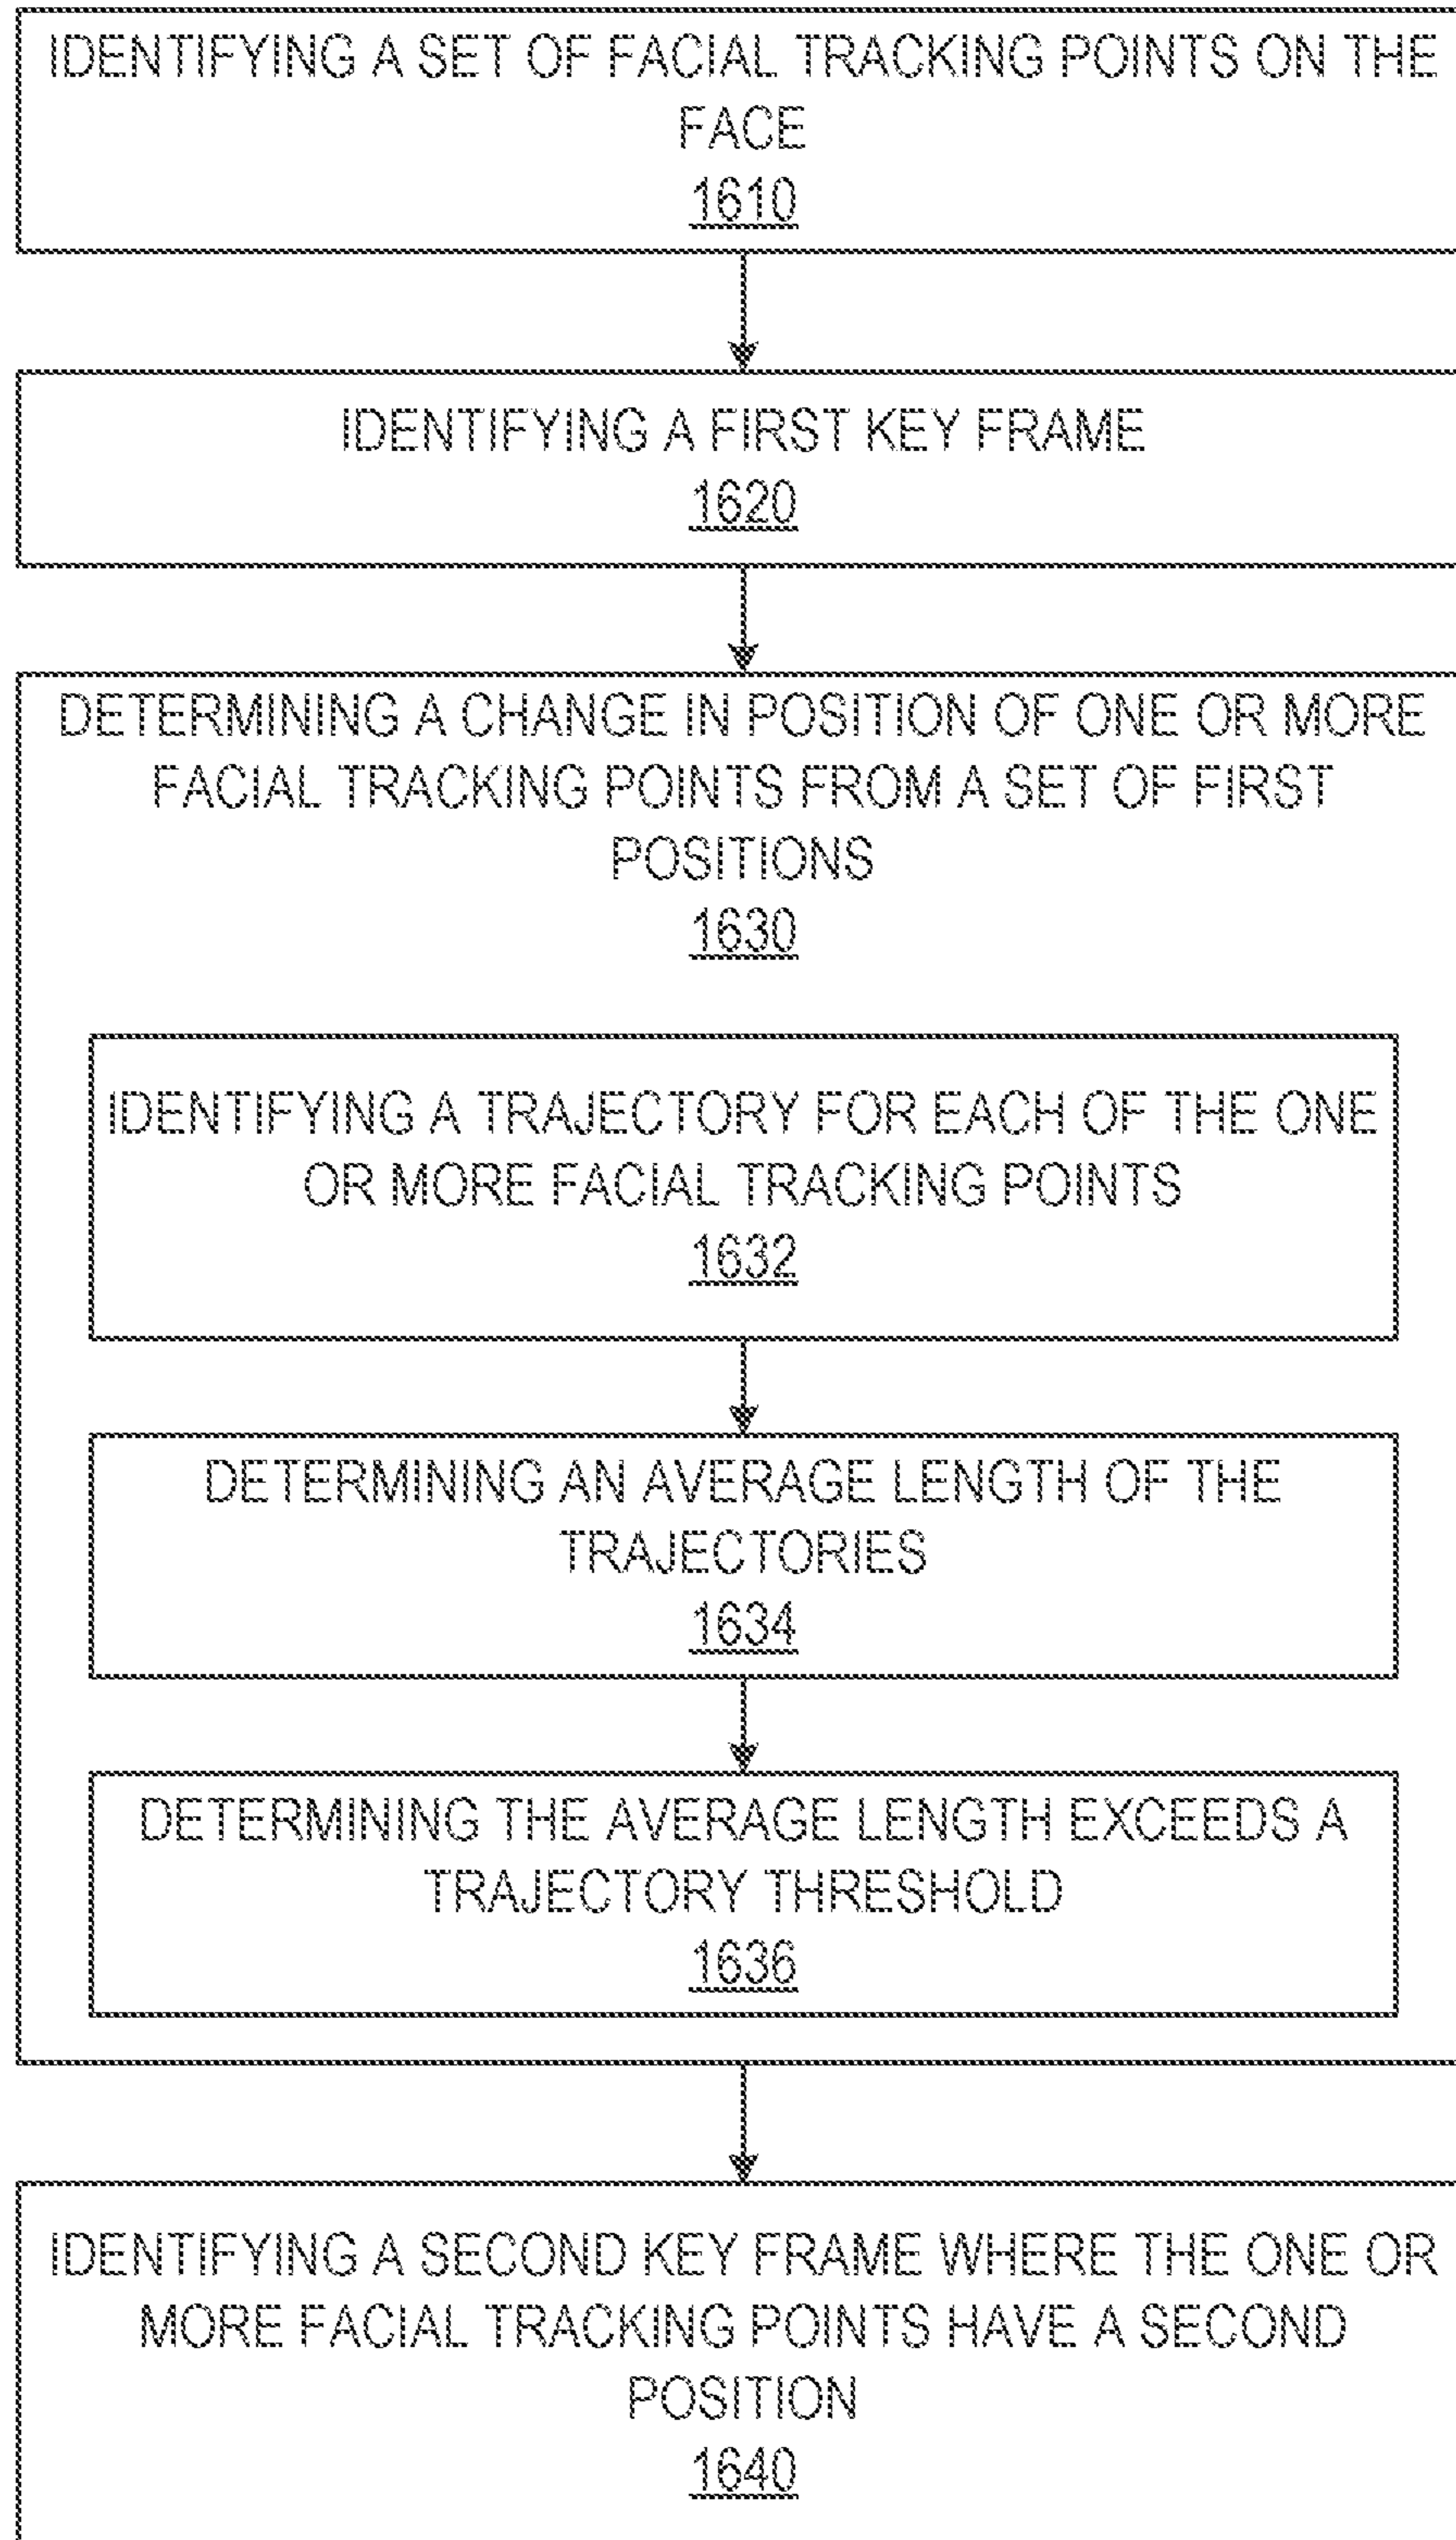 IDENTIFYING A SET OF FACIAL TRACKING POINTS ON THE
FACE
1610
IDENTIFYING A FIRST KEY FRAME
1620
DETERMINING A CHANGE IN POSITION OF ONE OR MORE
FACIAL TRACKING POINTS FROM A SET OF FIRST
POSITIONS
1630
IDENTIFYING A TRAJECTORY FOR EACH OF THE ONE
OR MORE FACIAL TRACKING POINTS
1632
DETERMINING AN AVERAGE LENGTH OF THE
TRAJECTORIES
1634
DETERMINING THE AVERAGE LENGTH EXCEEDS A
TRAJECTORY THRESHOLD
1636
IDENTIFYING A SECOND KEY FRAME WHERE THE ONE OR
MORE FACIAL TRACKING POINTS HAVE A SECOND
POSITION
1640